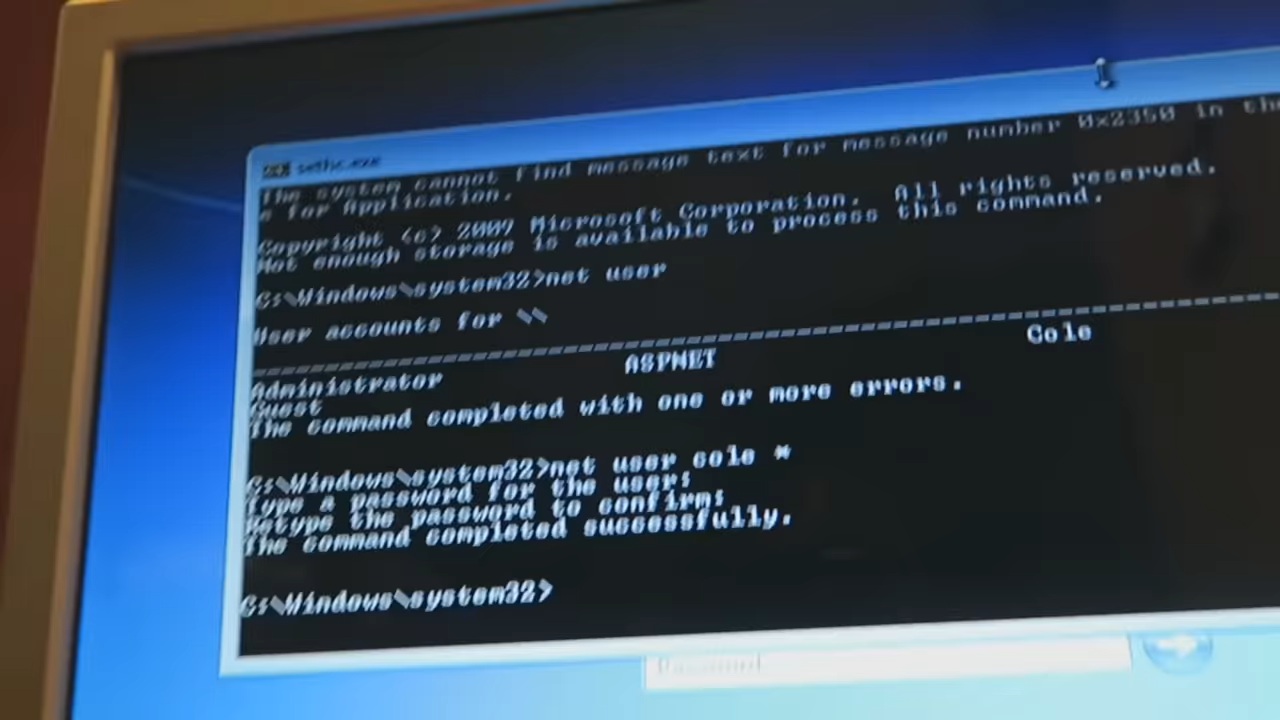 sethc.exe
The system cannot find message text for message number 0x2350 in the
e for Application.
Copyright (c) 2009 Microsoft Corporation. All rights reserved.
Not enough storage is available to process this command.
C:\Windows\system32>net user
User accounts for \\
-------------------------------------------------------------------------------
Administrator ASPNET Cole
Guest
The command completed with one or more errors.
C:\Windows\system32>net user cole *
Type a password for the user:
Retype the password to confirm:
The command completed successfully.
C:\Windows\system32>
Password